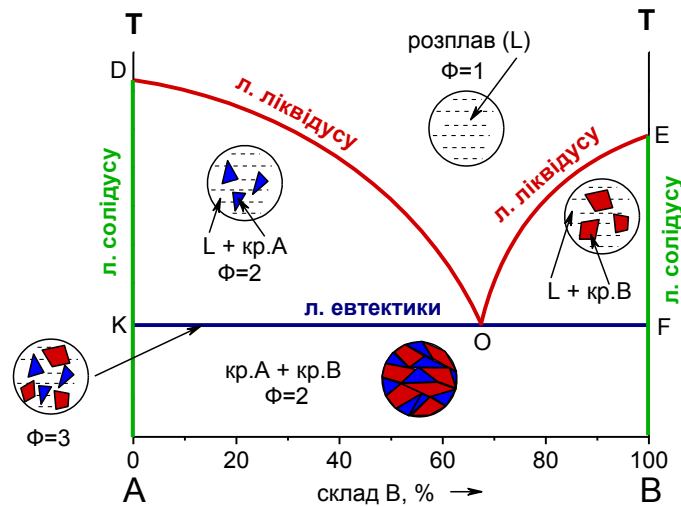 T
T
розплав (L)
Ф=1
D
л. ліквідусу
E
л. ліквідусу
л. солідусу
л. солідусу
L + кр.A
Ф=2
L + кр.B
л. евтектики
K
O
F
кр.A + кр.B
Ф=2
Ф=3
0
20
40
60
80
100
A
склад B, %
B